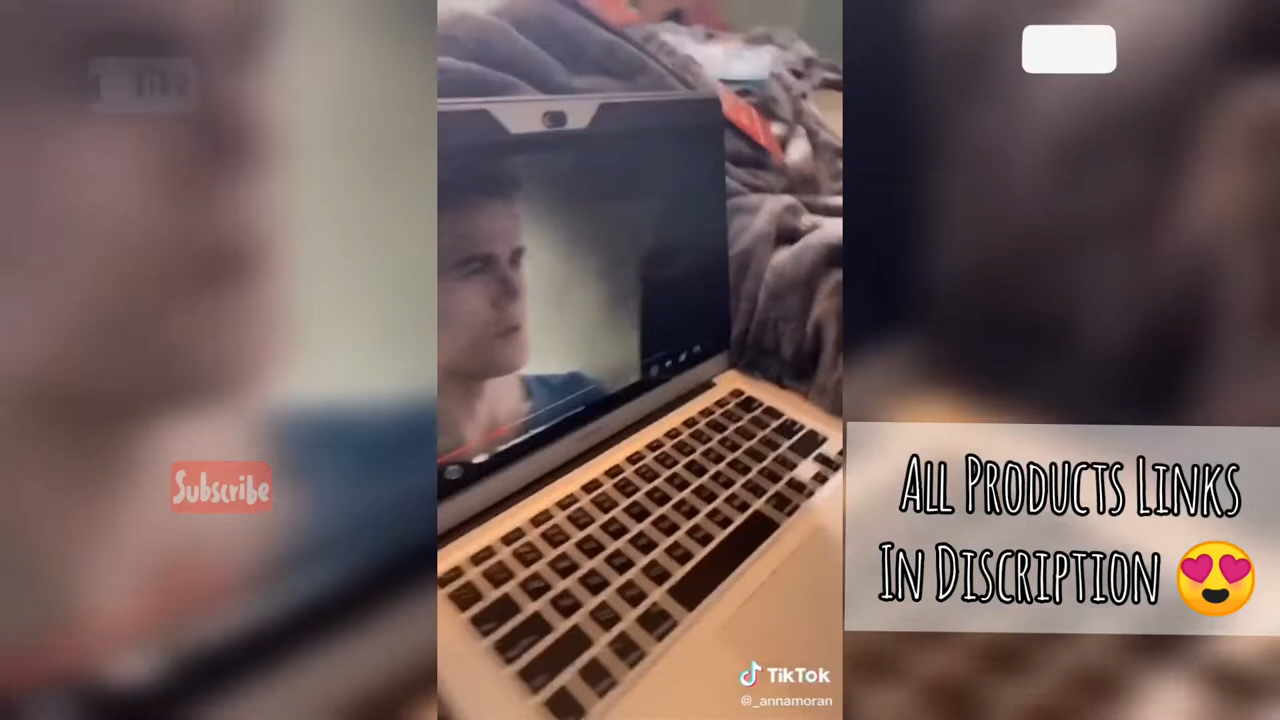 Subscribe
All Products Links
In Discription
TikTok
@_annamoran